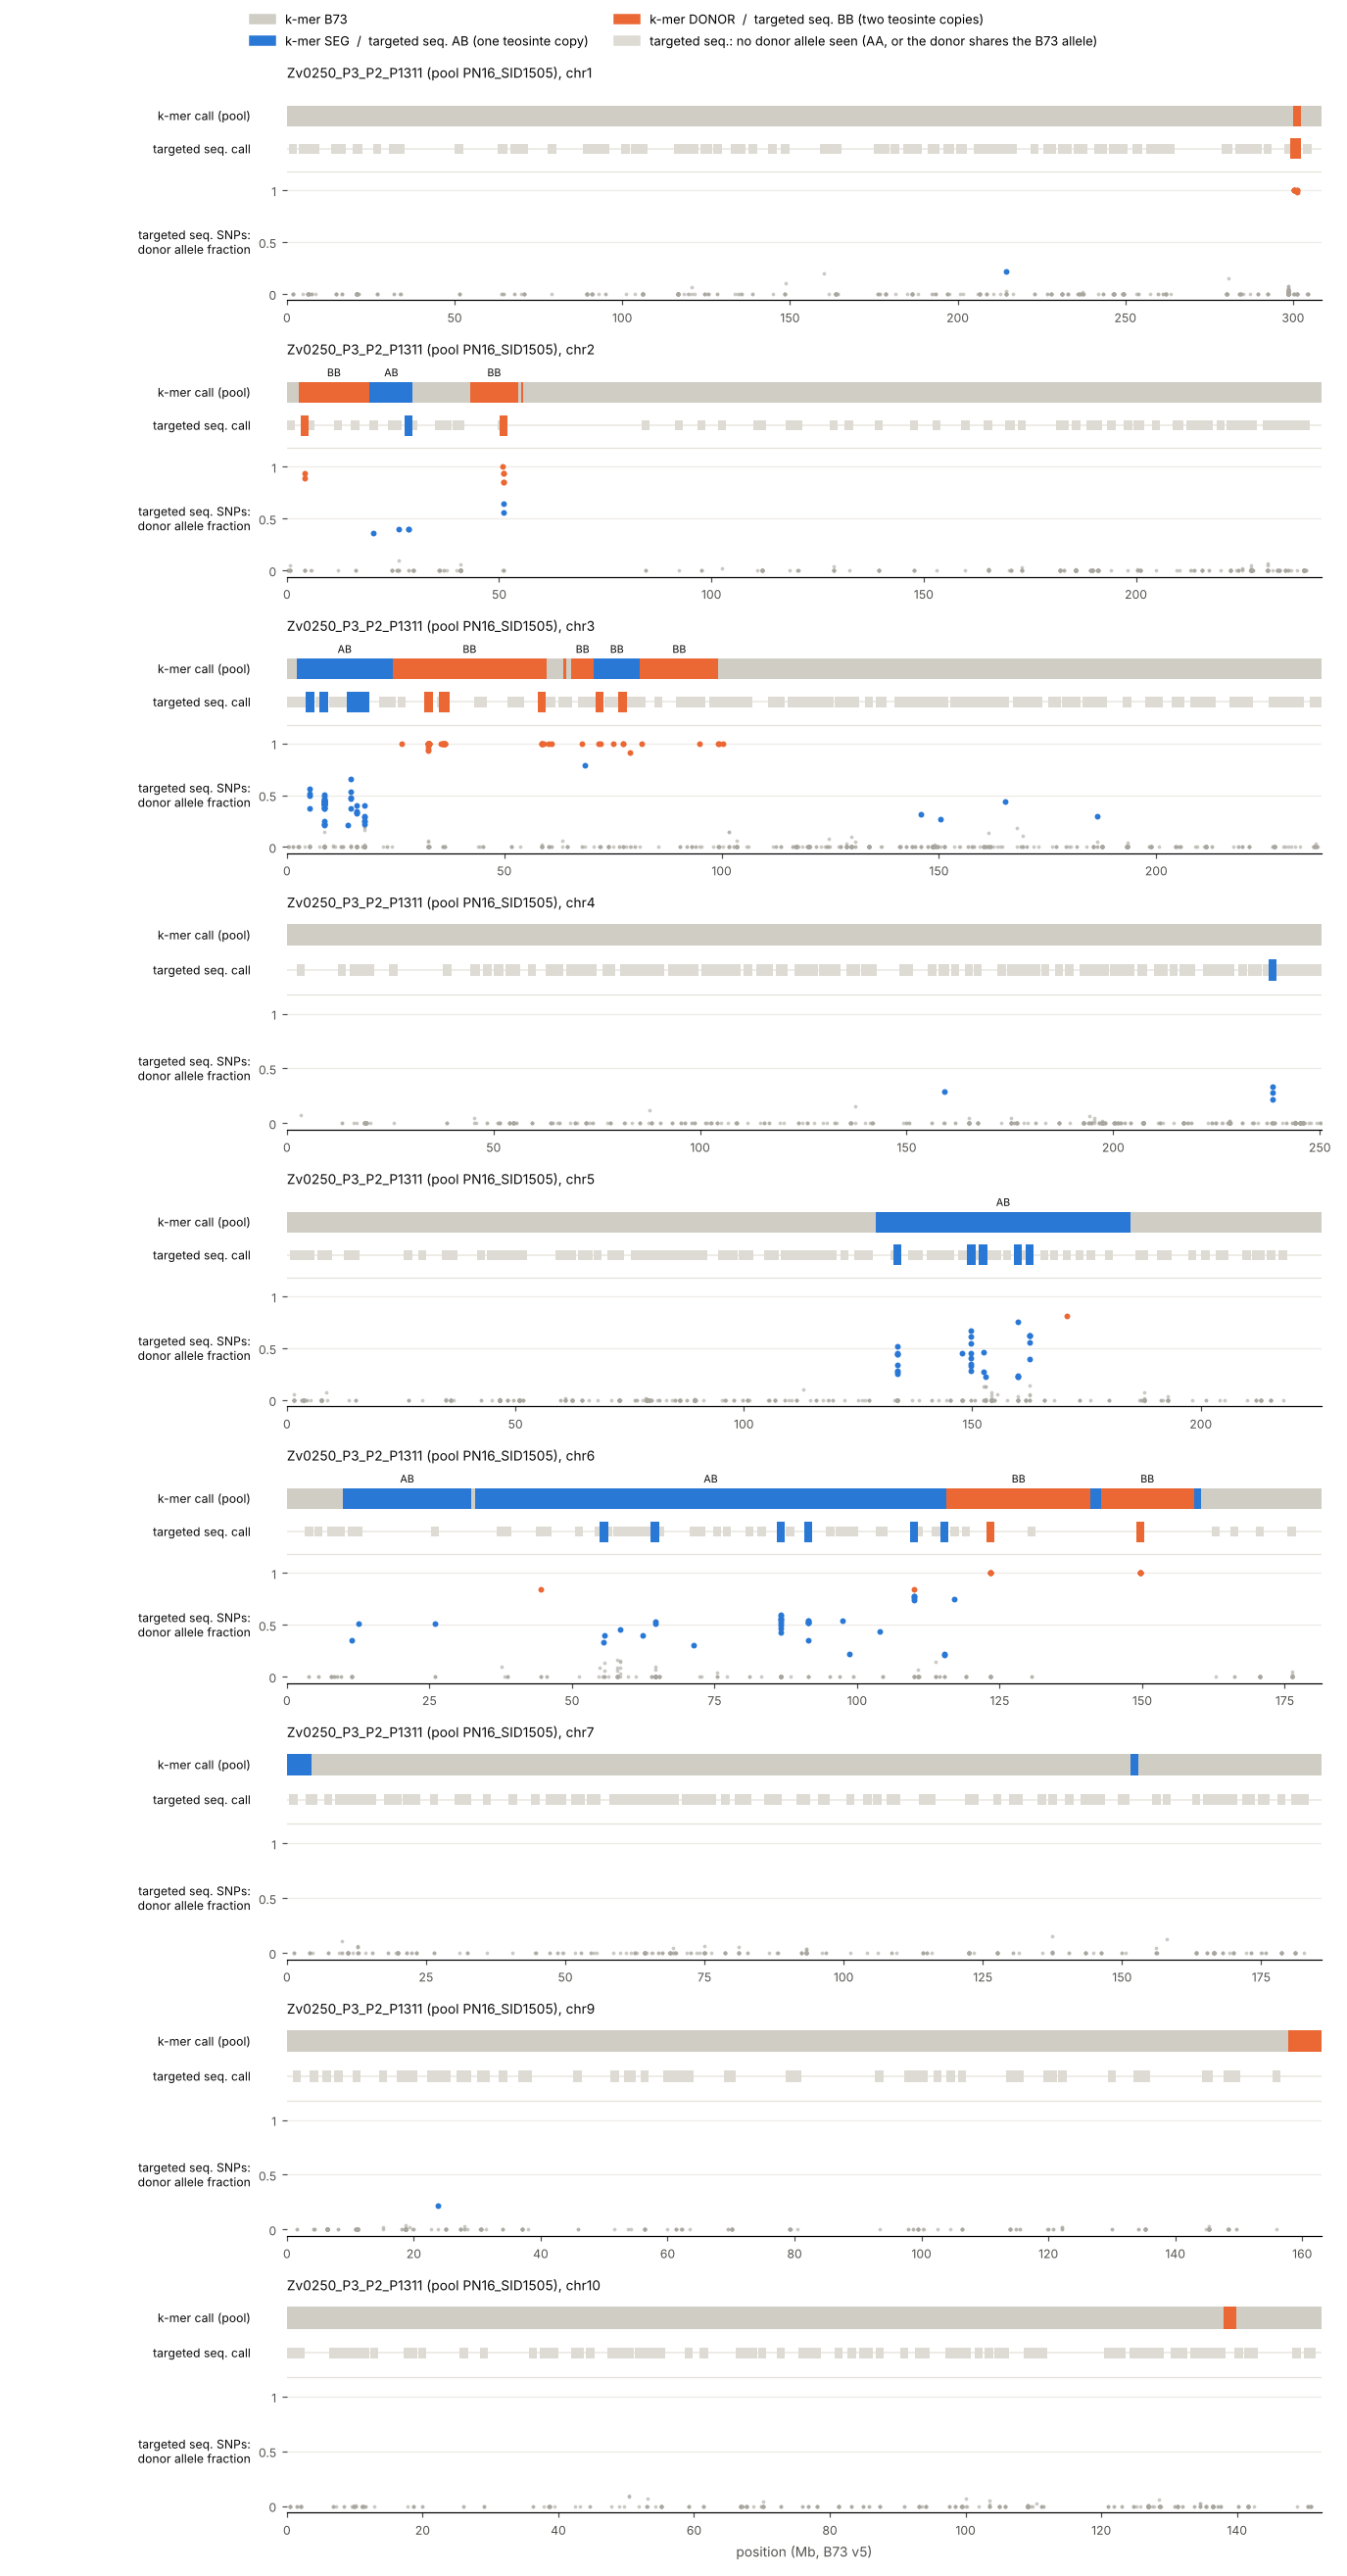 k-mer B73
k-mer DONOR / targeted seq. BB (two teosinte copies)
k-mer SEG / targeted seq. AB (one teosinte copy)
targeted seq.: no donor allele seen (AA, or the donor shares the B73 allele)
Zv0250_P3_P2_P1311 (pool PN16_SID1505), chr1
k-mer call (pool)
targeted seq. call
1
targeted seq. SNPs:
donor allele fraction
0.5
0
0 50 100 150 200 250 300
Zv0250_P3_P2_P1311 (pool PN16_SID1505), chr2
BB AB BB
k-mer call (pool)
targeted seq. call
1
targeted seq. SNPs:
donor allele fraction
0.5
0
0 50 100 150 200
Zv0250_P3_P2_P1311 (pool PN16_SID1505), chr3
AB BB BB BB BB
k-mer call (pool)
targeted seq. call
1
targeted seq. SNPs:
donor allele fraction
0.5
0
0 50 100 150 200
Zv0250_P3_P2_P1311 (pool PN16_SID1505), chr4
k-mer call (pool)
targeted seq. call
1
targeted seq. SNPs:
donor allele fraction
0.5
0
0 50 100 150 200 250
Zv0250_P3_P2_P1311 (pool PN16_SID1505), chr5
AB
k-mer call (pool)
targeted seq. call
1
targeted seq. SNPs:
donor allele fraction
0.5
0
0 50 100 150 200
Zv0250_P3_P2_P1311 (pool PN16_SID1505), chr6
AB AB BB BB
k-mer call (pool)
targeted seq. call
1
targeted seq. SNPs:
donor allele fraction
0.5
0
0 25 50 75 100 125 150 175
Zv0250_P3_P2_P1311 (pool PN16_SID1505), chr7
k-mer call (pool)
targeted seq. call
1
targeted seq. SNPs:
donor allele fraction
0.5
0
0 25 50 75 100 125 150 175
Zv0250_P3_P2_P1311 (pool PN16_SID1505), chr9
k-mer call (pool)
targeted seq. call
1
targeted seq. SNPs:
donor allele fraction
0.5
0
0 20 40 60 80 100 120 140 160
Zv0250_P3_P2_P1311 (pool PN16_SID1505), chr10
k-mer call (pool)
targeted seq. call
1
targeted seq. SNPs:
donor allele fraction
0.5
0
0 20 40 60 80 100 120 140
position (Mb, B73 v5)